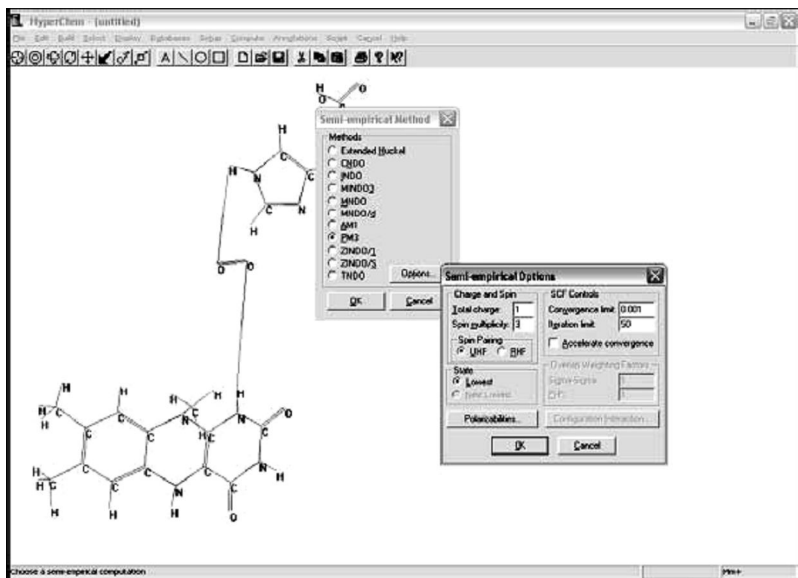 HyperChem - (untitled)
File Edit Build Select Display Databases Setup Compute Annotations Script Cancel Help
A
H
O
O
Semi-empirical Method
Methods
Extended Huckel
CNDO
INDO
MINDO3
MNDO
MNDO/d
AM1
PM3
ZINDO/1
ZINDO/S
TNDO
Options...
OK Cancel
H
C
H N C
C N
H
O O
Semi-empirical Options
Charge and Spin
Total charge: 1
Spin multiplicity: 3
Spin Pairing
UHF RHF
State
Lowest
Next Lowest
SCF Controls
Convergence limit: 0.001
Iteration limit: 50
Accelerate convergence
Overlap Weighting Factors
Sigma-Sigma: 1
Pi-Pi: 1
Polarizabilities... Configuration Interaction...
OK Cancel
H
H C H
H H H
N C H N O
C C C H C
C C C N H
H H C C N C
H H H O
Choose a semi-empirical computation
Mm+